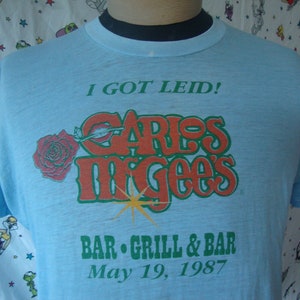 I GOT LEID!
CARLOS
McGEE'S
BAR • GRILL & BAR
May 19, 1987